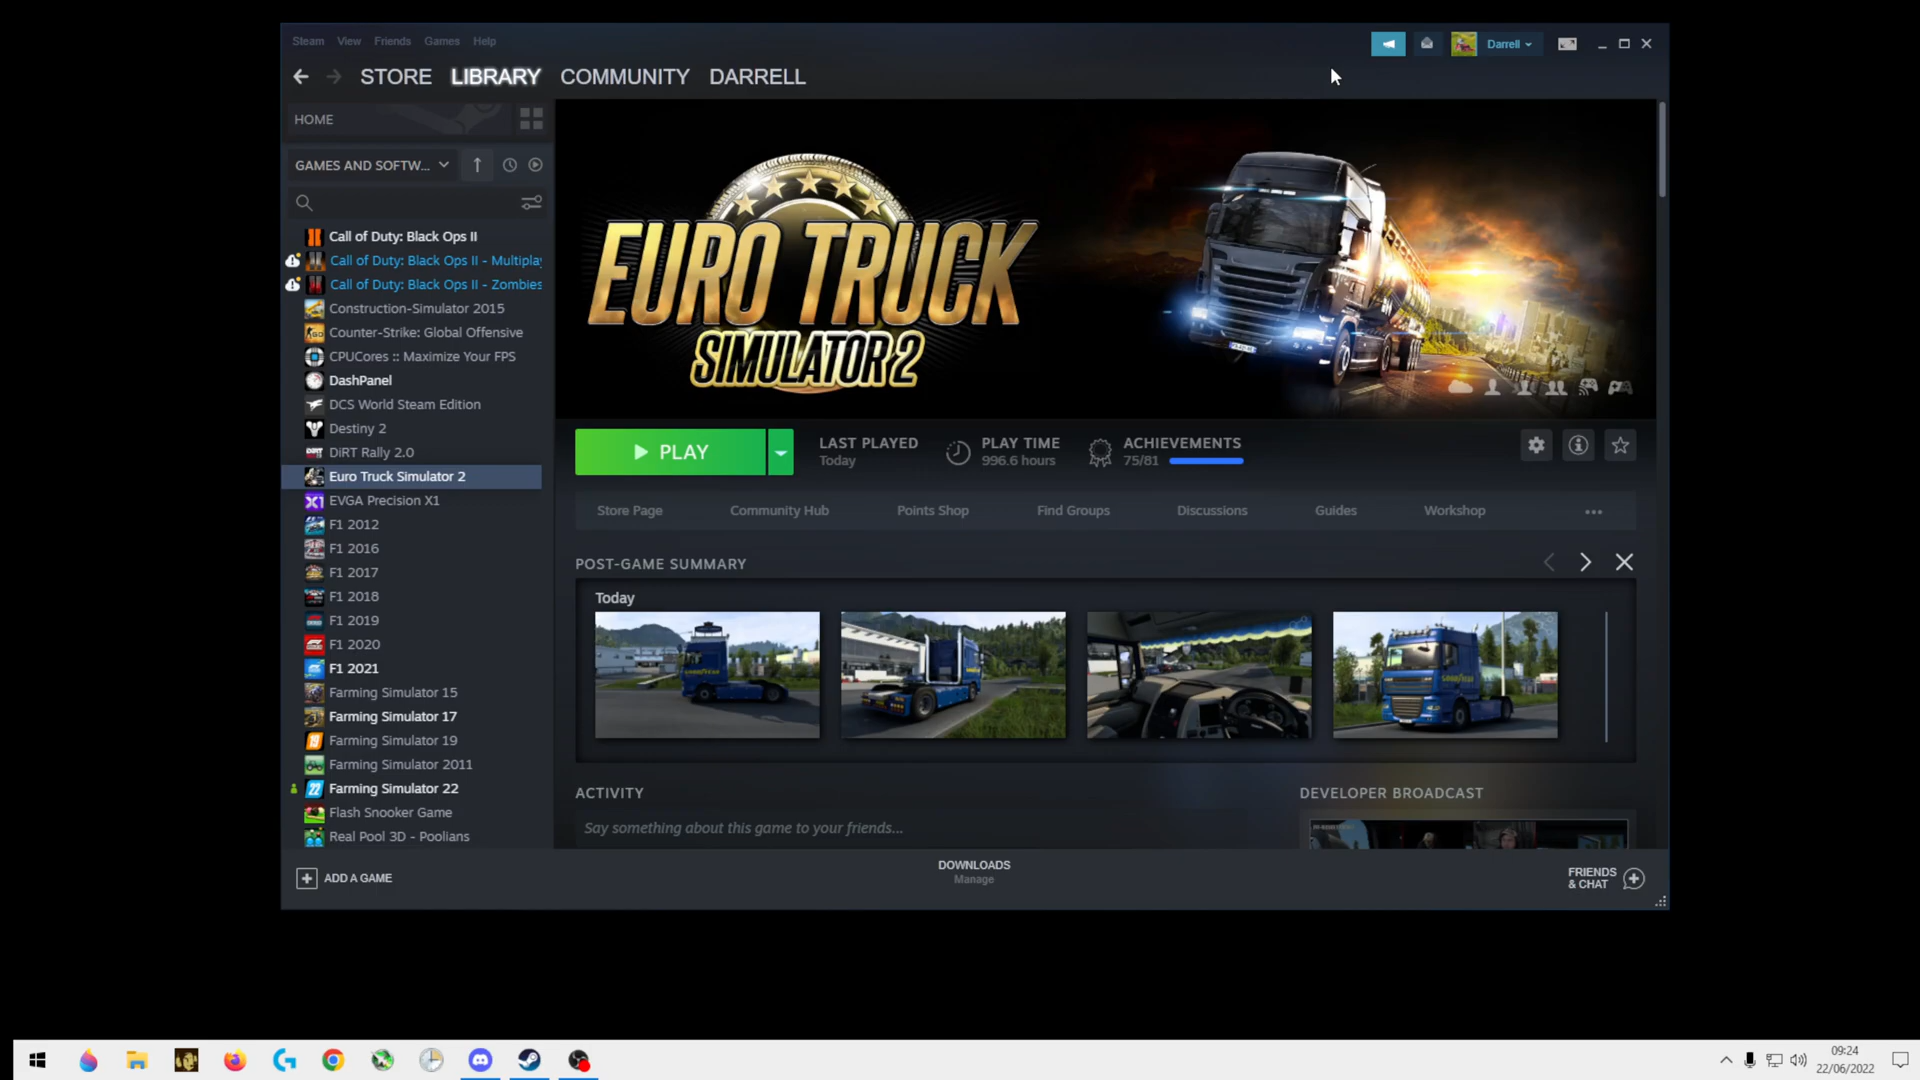 Steam View Friends Games Help
Darrell
STORE LIBRARY COMMUNITY DARRELL
HOME
GAMES AND SOFTW...
Call of Duty: Black Ops II
Call of Duty: Black Ops II - Multiplay
Call of Duty: Black Ops II - Zombies
Construction-Simulator 2015
Counter-Strike: Global Offensive
CPUCores :: Maximize Your FPS
DashPanel
DCS World Steam Edition
Destiny 2
DiRT Rally 2.0
Euro Truck Simulator 2
EVGA Precision X1
F1 2012
F1 2016
F1 2017
F1 2018
F1 2019
F1 2020
F1 2021
Farming Simulator 15
Farming Simulator 17
Farming Simulator 19
Farming Simulator 2011
Farming Simulator 22
Flash Snooker Game
Real Pool 3D - Poolians
ADD A GAME
EURO TRUCK
SIMULATOR 2
PLAY
LAST PLAYED
Today
PLAY TIME
996.6 hours
ACHIEVEMENTS
75/81
Store Page Community Hub Points Shop Find Groups Discussions Guides Workshop
POST-GAME SUMMARY
Today
ACTIVITY
Say something about this game to your friends...
DEVELOPER BROADCAST
DOWNLOADS
Manage
FRIENDS
& CHAT
09:24
22/06/2022